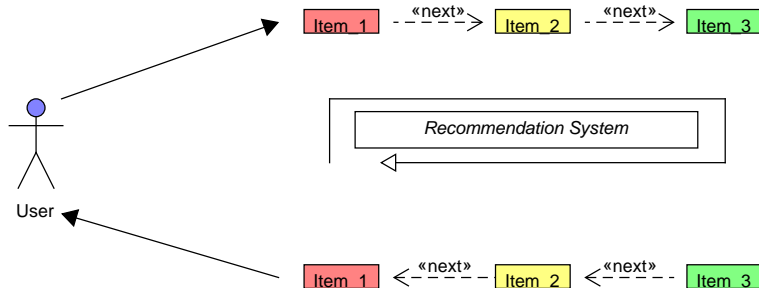 «next» «next»
Item_1 Item_2 Item_3
Recommendation System
User
«next» «next»
Item_1 Item_2 Item_3